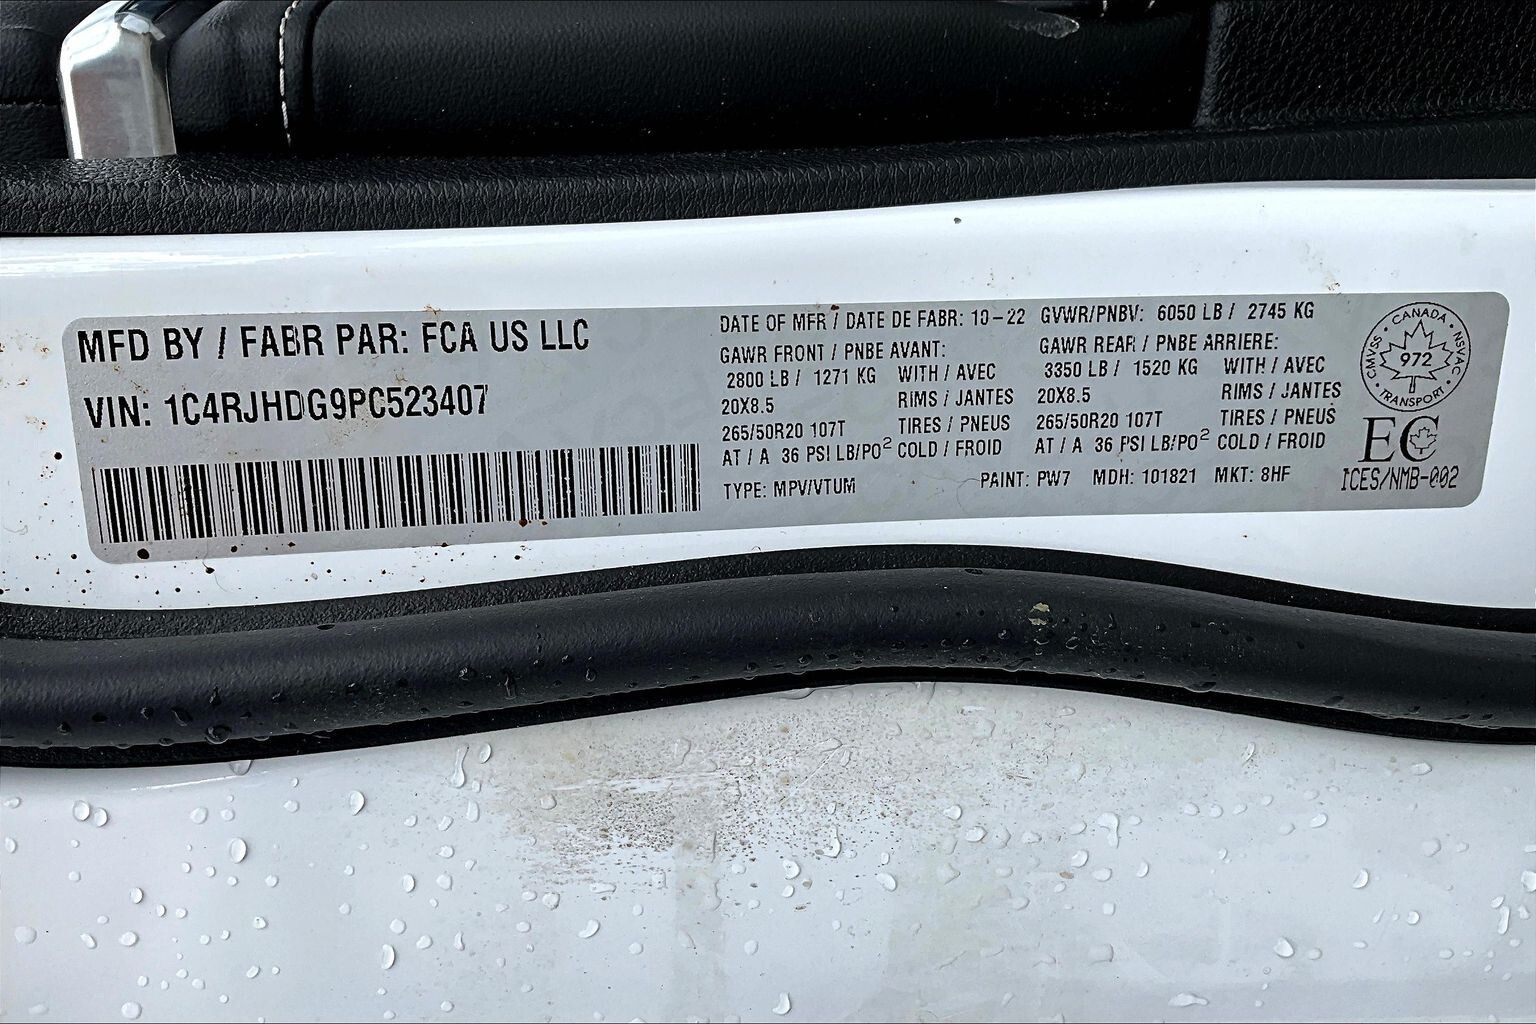 MFD BY / FABR PAR: FCA US LLC
VIN: 1C4RJHDG9PC523407
DATE OF MFR / DATE DE FABR: 10-22 GVWR/PNBV: 6050 LB / 2745 KG
GAWR FRONT / PNBE AVANT:
2800 LB / 1271 KG WITH / AVEC
20X8.5 RIMS / JANTES
265/50R20 107T TIRES / PNEUS
AT / A 36 PSI LB/PO² COLD / FROID
GAWR REAR / PNBE ARRIERE:
3350 LB / 1520 KG WITH / AVEC
20X8.5 RIMS / JANTES
265/50R20 107T TIRES / PNEUS
AT / A 36 PSI LB/PO² COLD / FROID
TYPE: MPV/VTUM PAINT: PW7 MDH: 101821 MKT: 8HF
CANADA
CMVSS 972 NSVAC
TRANSPORT
EC
ICES/NMB-002